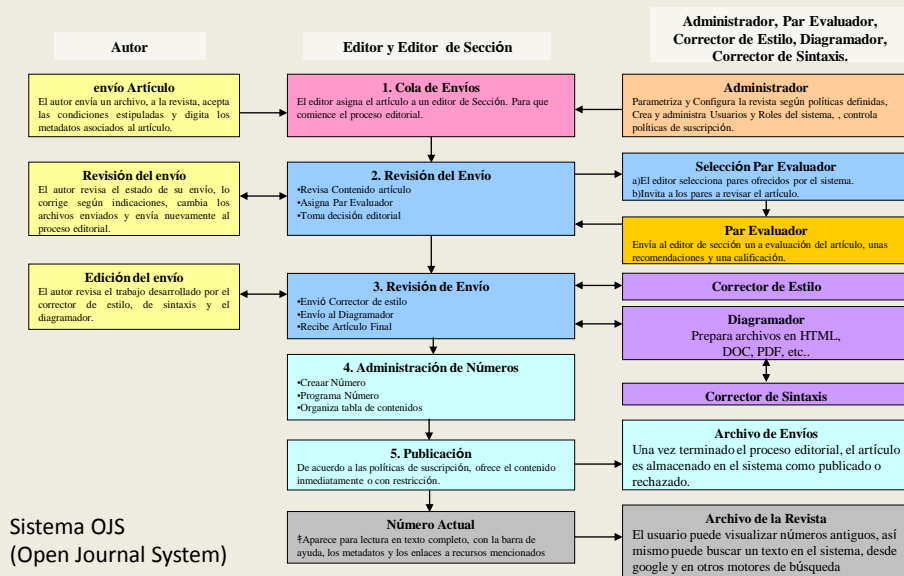 Autor
Editor y Editor de Sección
Administrador, Par Evaluador,
Corrector de Estilo, Diagramador,
Corrector de Sintaxis.
envío Artículo
El autor envía un archivo, a la revista, acepta
las condiciones estipuladas y digita los
metadatos asociados al artículo.
1. Cola de Envíos
El editor asigna el artículo a un editor de Sección. Para que
comience el proceso editorial.
Administrador
Parametriza y Configura la revista según políticas definidas,
Crea y administra Usuarios y Roles del sistema, , controla
políticas de suscripción.
Revisión del envío
El autor revisa el estado de su envío, lo
corrige según indicaciones, cambia los
archivos enviados y envía nuevamente al
proceso editorial.
2. Revisión del Envío
•Revisa Contenido artículo
•Asigna Par Evaluador
•Toma decisión editorial
Selección Par Evaluador
a)El editor selecciona pares ofrecidos por el sistema.
b)Invita a los pares a revisar el artículo.
Par Evaluador
Envía al editor de sección un a evaluación del artículo, unas
recomendaciones y una calificación.
Edición del envío
El autor revisa el trabajo desarrollado por el
corrector de estilo, de sintaxis y el
diagramador.
3. Revisión de Envío
•Envió Corrector de estilo
•Envío al Diagramador
•Recibe Artículo Final
Corrector de Estilo
Diagramador
Prepara archivos en HTML,
DOC, PDF, etc..
Corrector de Sintaxis
4. Administración de Números
•Creaar Número
•Programa Número
•Organiza tabla de contenidos
5. Publicación
De acuerdo a las políticas de suscripción, ofrece el contenido
inmediatamente o con restricción.
Archivo de Envíos
Una vez terminado el proceso editorial, el artículo
es almacenado en el sistema como publicado o
rechazado.
Número Actual
‡Aparece para lectura en texto completo, con la barra de
ayuda, los metadatos y los enlaces a recursos mencionados
Archivo de la Revista
El usuario puede visualizar números antiguos, así
mismo puede buscar un texto en el sistema, desde
google y en otros motores de búsqueda
Sistema OJS
(Open Journal System)